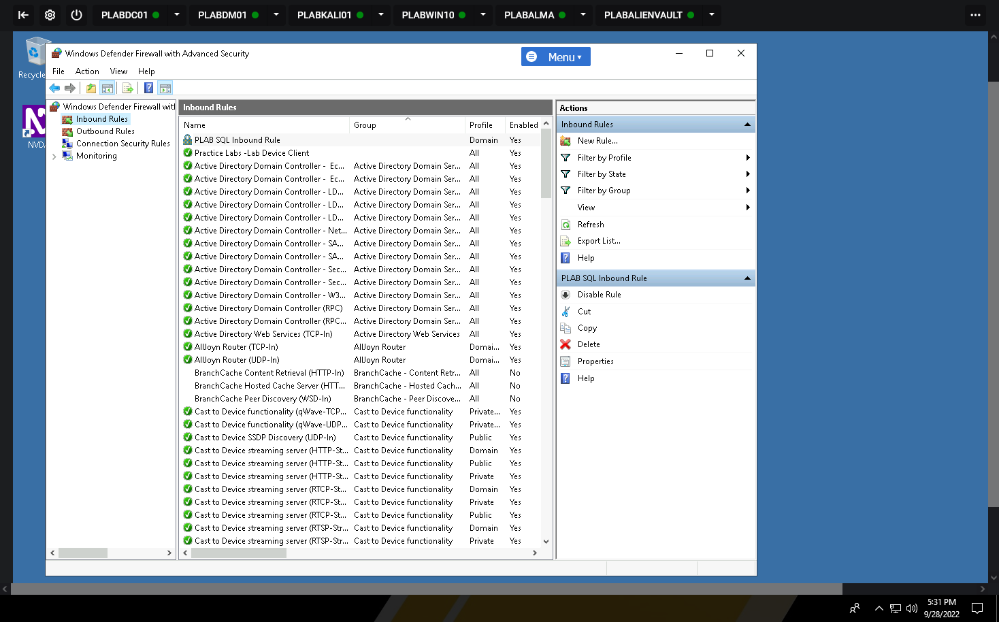 PLABDC01
PLABDM01
PLABKALI01
PLABWIN10
PLABALMA
PLABALIENVAULT
Recycle
NVD
Windows Defender Firewall with Advanced Security
Menu
File Action View Help
Windows Defender Firewall with
Inbound Rules
Outbound Rules
Connection Security Rules
Monitoring
Inbound Rules
Name Group Profile Enabled
PLAB SQL Inbound Rule Domain Yes
Practice Labs -Lab Device Client All Yes
Active Directory Domain Controller - Ec... Active Directory Domain Ser... All Yes
Active Directory Domain Controller - Ec... Active Directory Domain Ser... All Yes
Active Directory Domain Controller - LD... Active Directory Domain Ser... All Yes
Active Directory Domain Controller - LD... Active Directory Domain Ser... All Yes
Active Directory Domain Controller - LD... Active Directory Domain Ser... All Yes
Active Directory Domain Controller - Net... Active Directory Domain Ser... All Yes
Active Directory Domain Controller - SA... Active Directory Domain Ser... All Yes
Active Directory Domain Controller - SA... Active Directory Domain Ser... All Yes
Active Directory Domain Controller - Sec... Active Directory Domain Ser... All Yes
Active Directory Domain Controller - Sec... Active Directory Domain Ser... All Yes
Active Directory Domain Controller - W3... Active Directory Domain Ser... All Yes
Active Directory Domain Controller (RPC) Active Directory Domain Ser... All Yes
Active Directory Domain Controller (RPC... Active Directory Domain Ser... All Yes
Active Directory Web Services (TCP-In) Active Directory Web Services All Yes
AllJoyn Router (TCP-In) AllJoyn Router Domai... Yes
AllJoyn Router (UDP-In) AllJoyn Router Domai... Yes
BranchCache Content Retrieval (HTTP-In) BranchCache - Content Retr... All No
BranchCache Hosted Cache Server (HTT... BranchCache - Hosted Cach... All No
BranchCache Peer Discovery (WSD-In) BranchCache - Peer Discove... All No
Cast to Device functionality (qWave-TCP... Cast to Device functionality Private... Yes
Cast to Device functionality (qWave-UDP... Cast to Device functionality Private... Yes
Cast to Device SSDP Discovery (UDP-In) Cast to Device functionality Public Yes
Cast to Device streaming server (HTTP-St... Cast to Device functionality Domain Yes
Cast to Device streaming server (HTTP-St... Cast to Device functionality Public Yes
Cast to Device streaming server (HTTP-St... Cast to Device functionality Private Yes
Cast to Device streaming server (RTCP-St... Cast to Device functionality Domain Yes
Cast to Device streaming server (RTCP-St... Cast to Device functionality Private Yes
Cast to Device streaming server (RTCP-St... Cast to Device functionality Public Yes
Cast to Device streaming server (RTSP-Str... Cast to Device functionality Domain Yes
Cast to Device streaming server (RTSP-Str... Cast to Device functionality Private Yes
Actions
Inbound Rules
New Rule...
Filter by Profile
Filter by State
Filter by Group
View
Refresh
Export List...
Help
PLAB SQL Inbound Rule
Disable Rule
Cut
Copy
Delete
Properties
Help
5:31 PM
9/28/2022